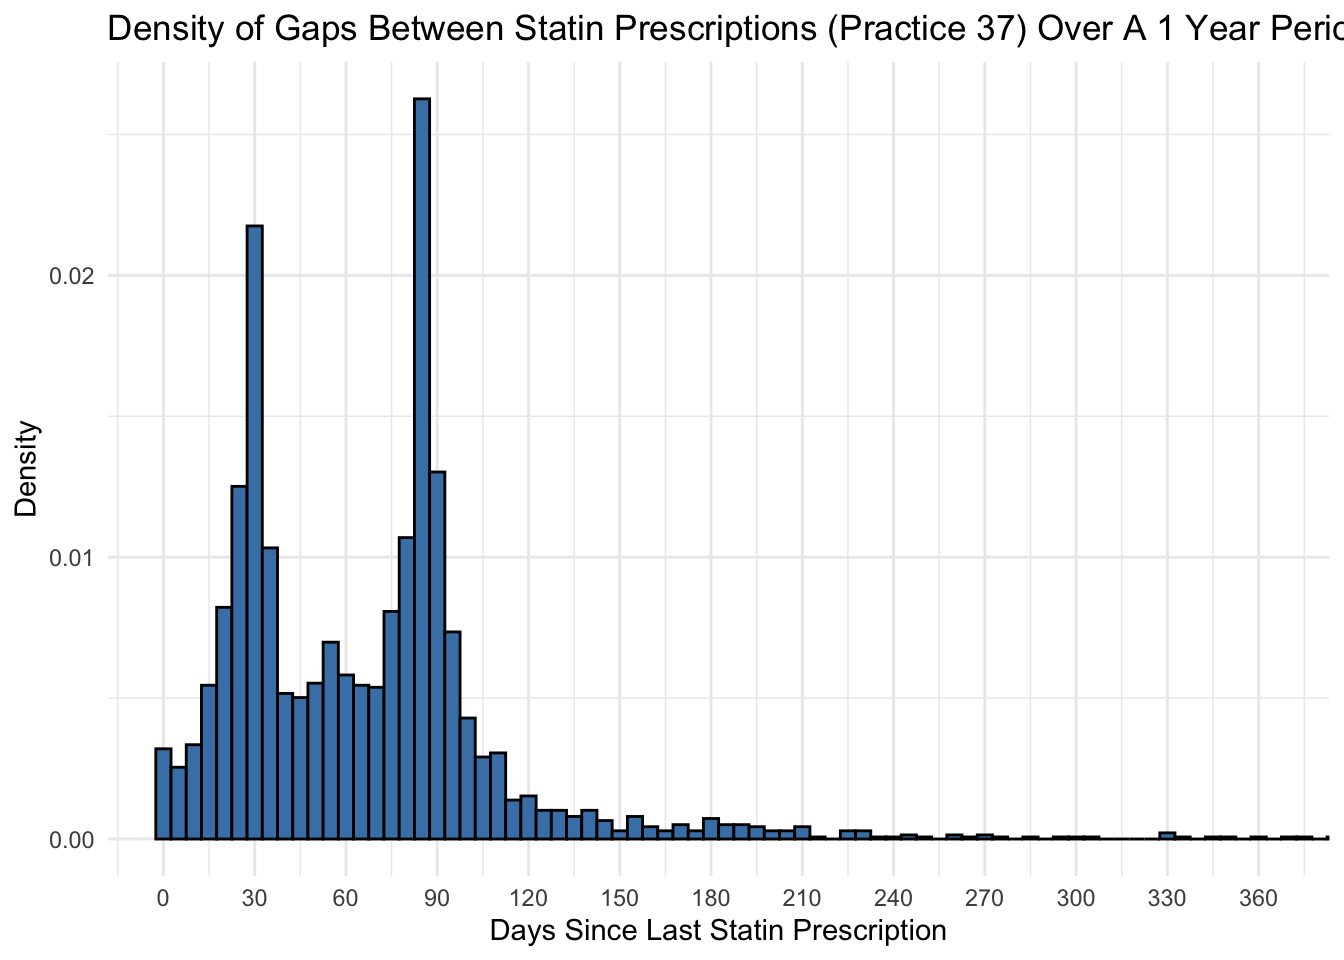 Density of Gaps Between Statin Prescriptions (Practice 37) Over A 1 Year Perio
0.02
0.01
0.00
Density
0 30 60 90 120 150 180 210 240 270 300 330 360
Days Since Last Statin Prescription